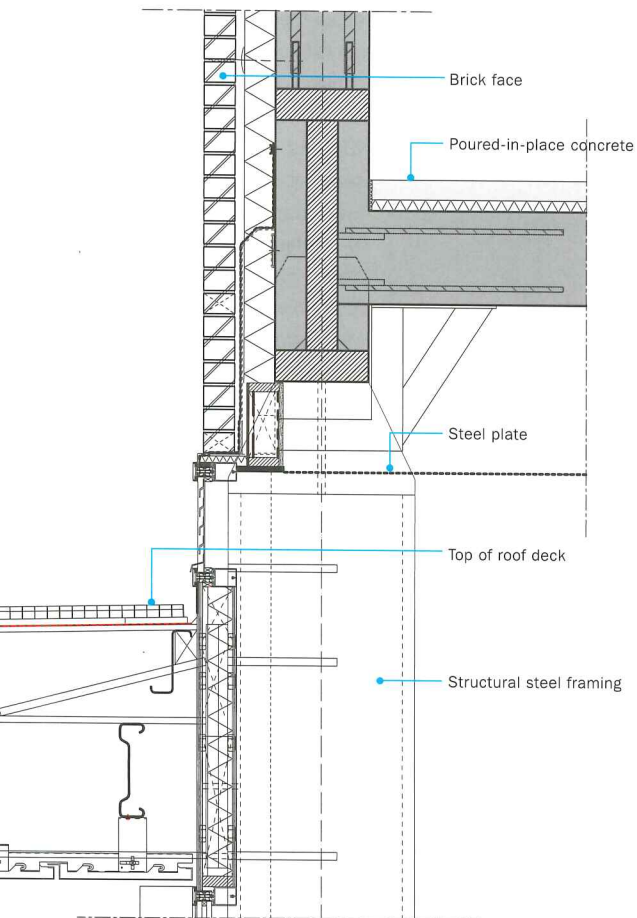 Brick face
Poured-in-place concrete
Steel plate
Top of roof deck
Structural steel framing